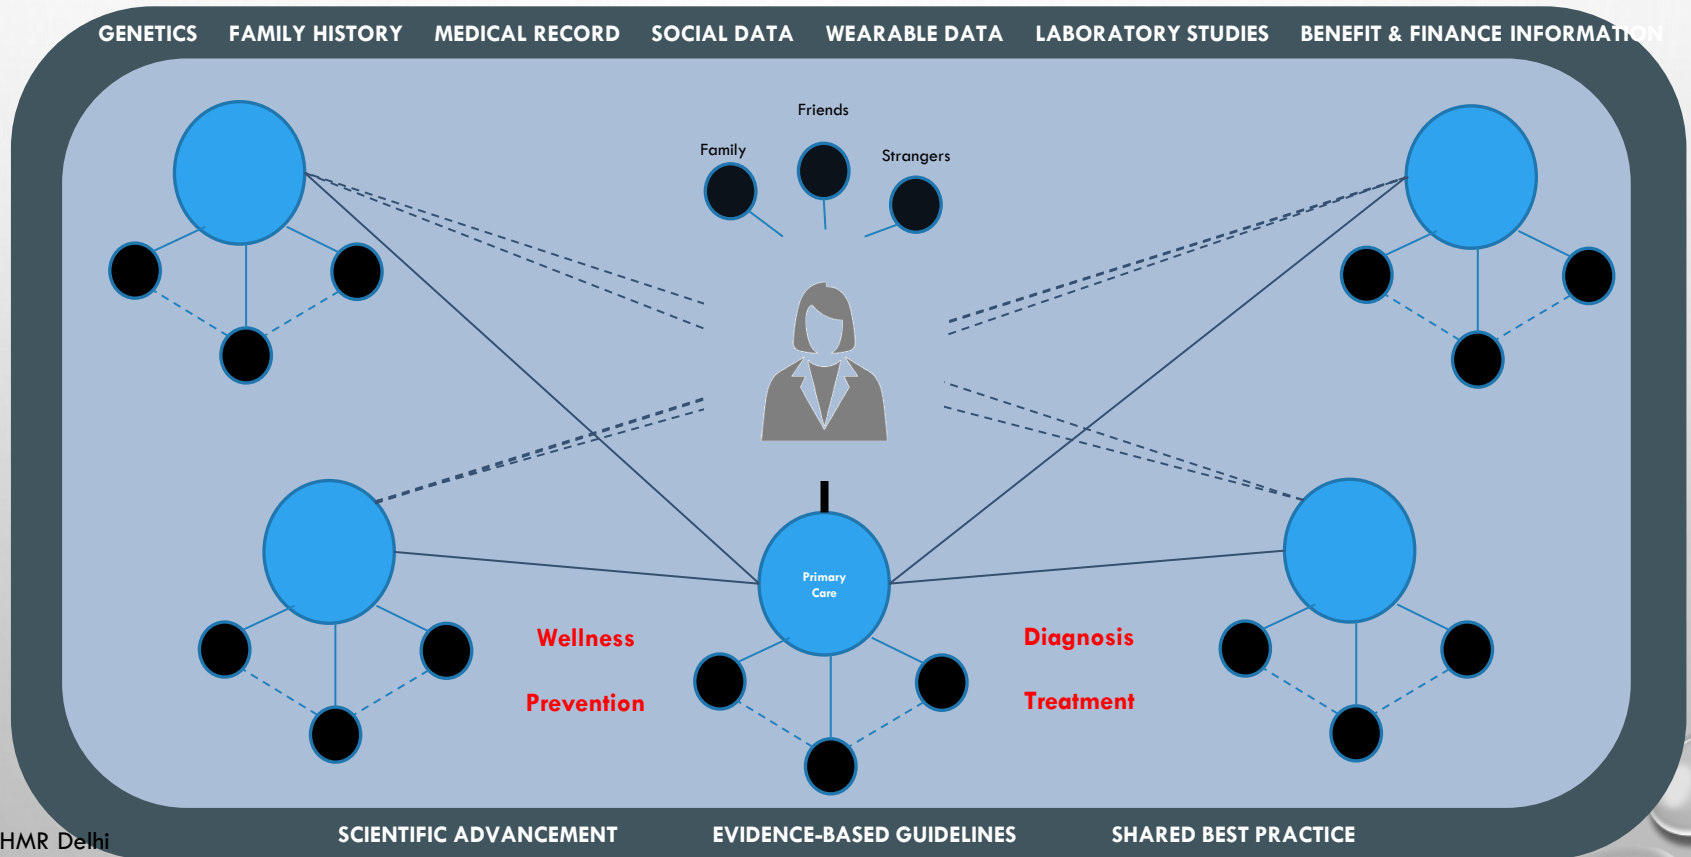 GENETICS FAMILY HISTORY MEDICAL RECORD SOCIAL DATA WEARABLE DATA LABORATORY STUDIES BENEFIT & FINANCE INFORMATION
Friends
Family
Strangers
Primary
Care
Wellness
Diagnosis
Prevention
Treatment
SCIENTIFIC ADVANCEMENT EVIDENCE-BASED GUIDELINES SHARED BEST PRACTICE
HMR Delhi